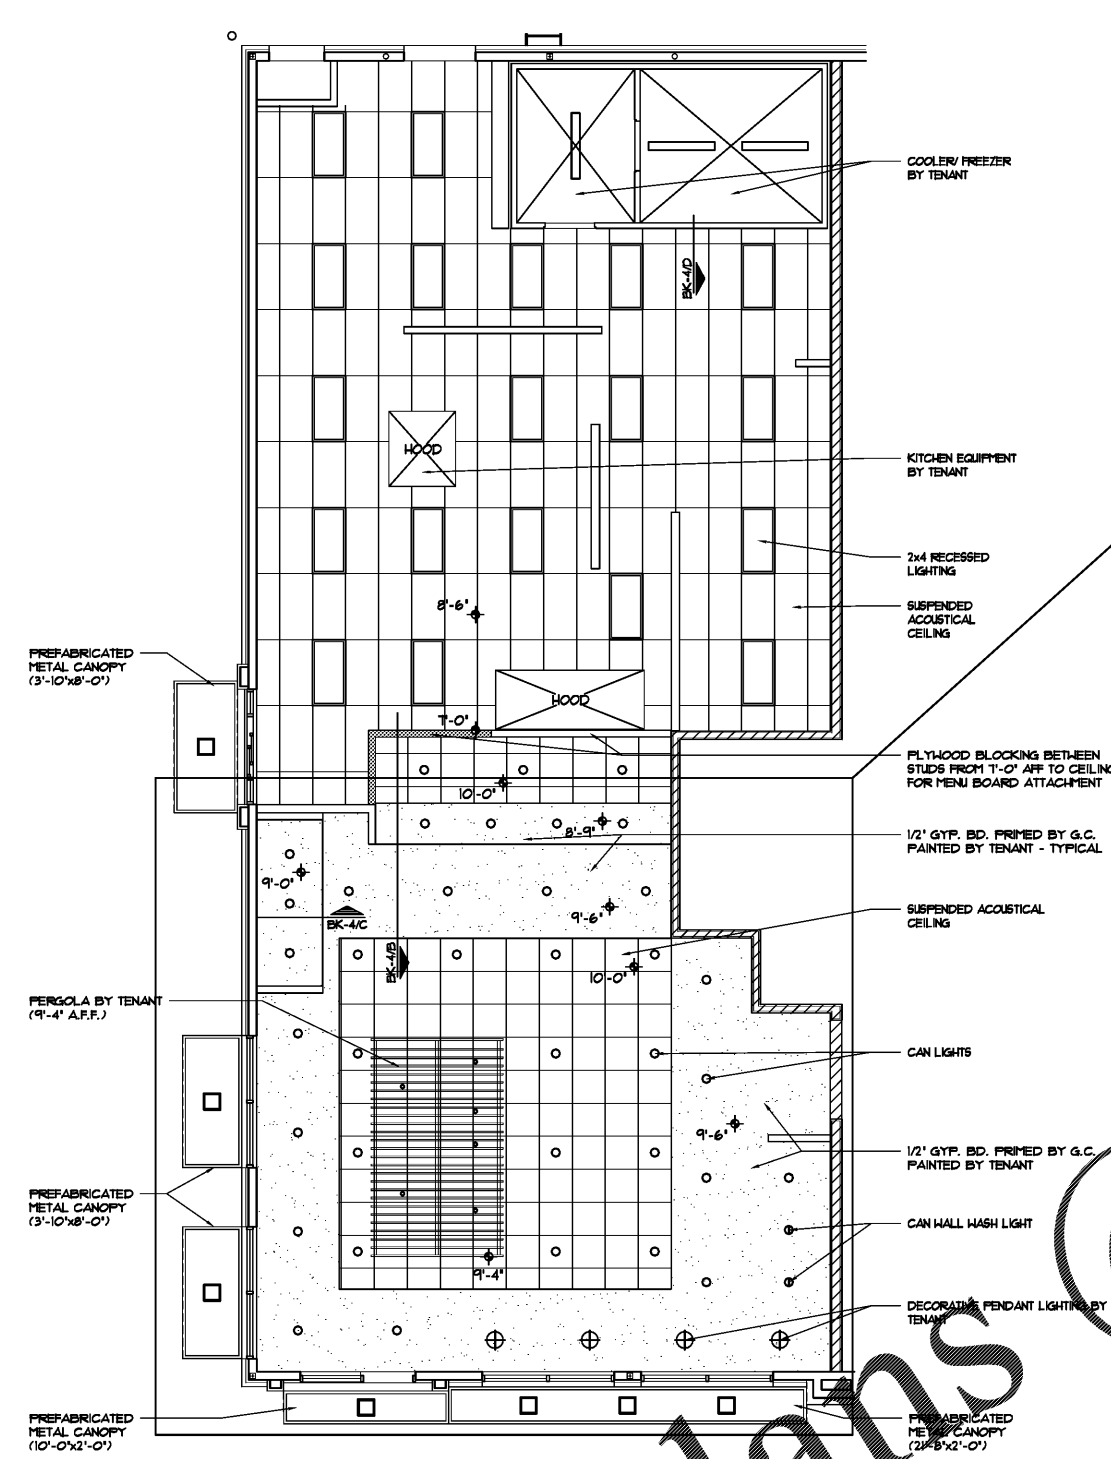 COOLER/ FREEZER
BY TENANT
BK-4/D
HOOD
KITCHEN EQUIPMENT
BY TENANT
2x4 RECESSED
LIGHTING
8'-6"
SUSPENDED
ACOUSTICAL
CEILING
PREFABRICATED
METAL CANOPY
(3'-10"x8'-0")
HOOD
7'-0"
PLYWOOD BLOCKING BETWEEN
STUDS FROM 7'-0" AFF TO CEILING
FOR MENU BOARD ATTACHMENT
10'-0"
8'-9"
1/2" GYP. BD. PRIMED BY G.C.
PAINTED BY TENANT - TYPICAL
9'-0"
9'-6"
BK-4/C
SUSPENDED ACOUSTICAL
CEILING
BK-4/B
10'-0"
PERGOLA BY TENANT
(9'-4" A.F.F.)
CAN LIGHTS
9'-6"
1/2" GYP. BD. PRIMED BY G.C.
PAINTED BY TENANT
PREFABRICATED
METAL CANOPY
(3'-10"x8'-0")
CAN WALL WASH LIGHT
9'-4"
DECORATIVE PENDANT LIGHTING BY
TENANT
PREFABRICATED
METAL CANOPY
(10'-0"x2'-0")
PREFABRICATED
METAL CANOPY
(21'-8"x2'-0")
lans